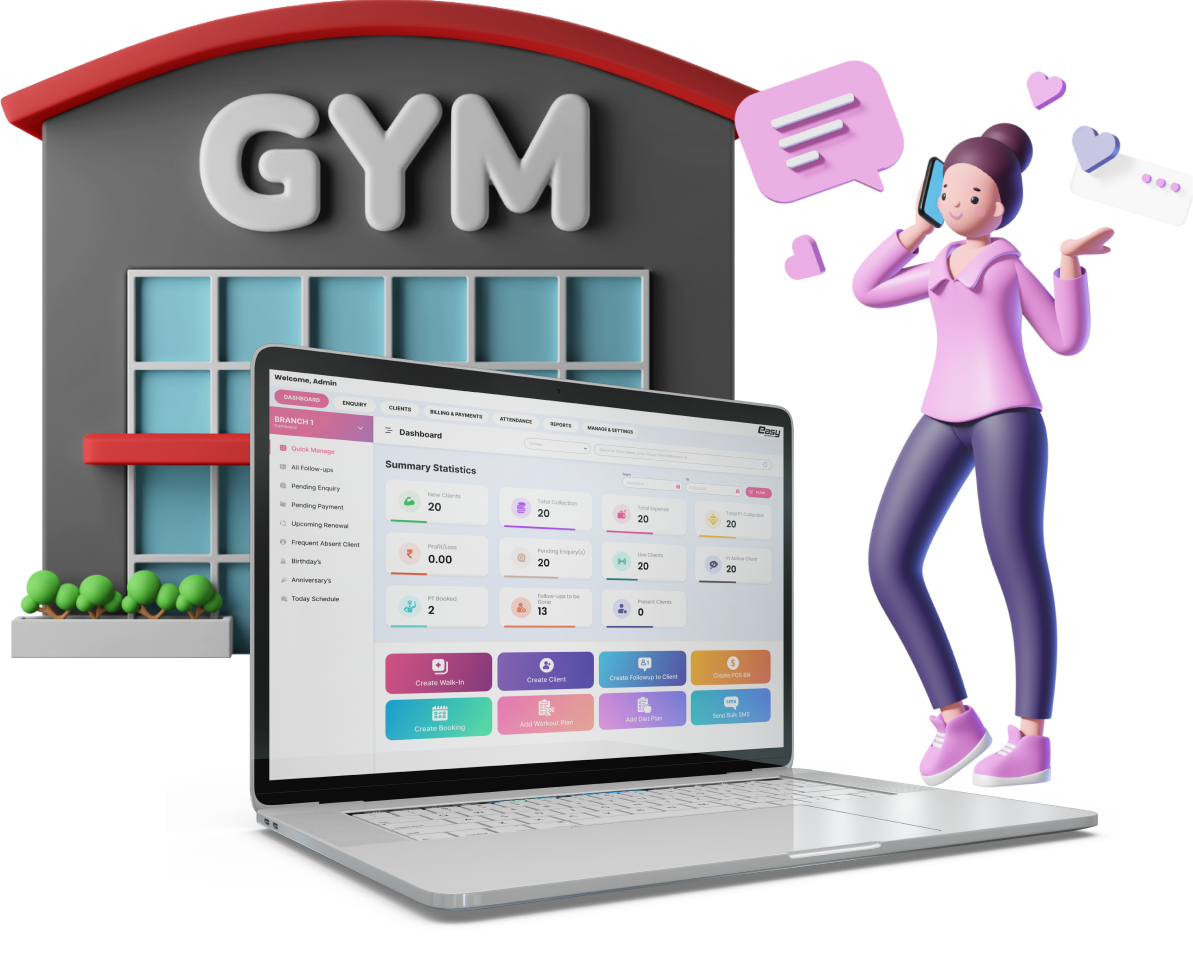 GYM
Welcome, Admin
DASHBOARD
ENQUIRY
CLIENTS
BILLING & PAYMENTS
ATTENDANCE
REPORTS
MANAGE & SETTINGS
easy
BRANCH 1
Dashboard
Dashboard
Quick Manage
All Follow-ups
Pending Enquiry
Pending Payment
Upcoming Renewal
Frequent Absent Client
Birthday's
Anniversary's
Today Schedule
Summary Statistics
New Clients
20
Total Collection
20
Total Expense
20
Total PT Collection
20
Profit/Loss
0.00
Pending Enquiry(s)
20
Live Clients
20
In Active Client
20
PT Booked
2
Follow-ups to be
Done
13
Present Clients
0
Create Walk-In
Create Client
Create Followup to Client
Create POS Bill
Create Booking
Add Workout Plan
Add Diet Plan
SMS
Send Bulk SMS